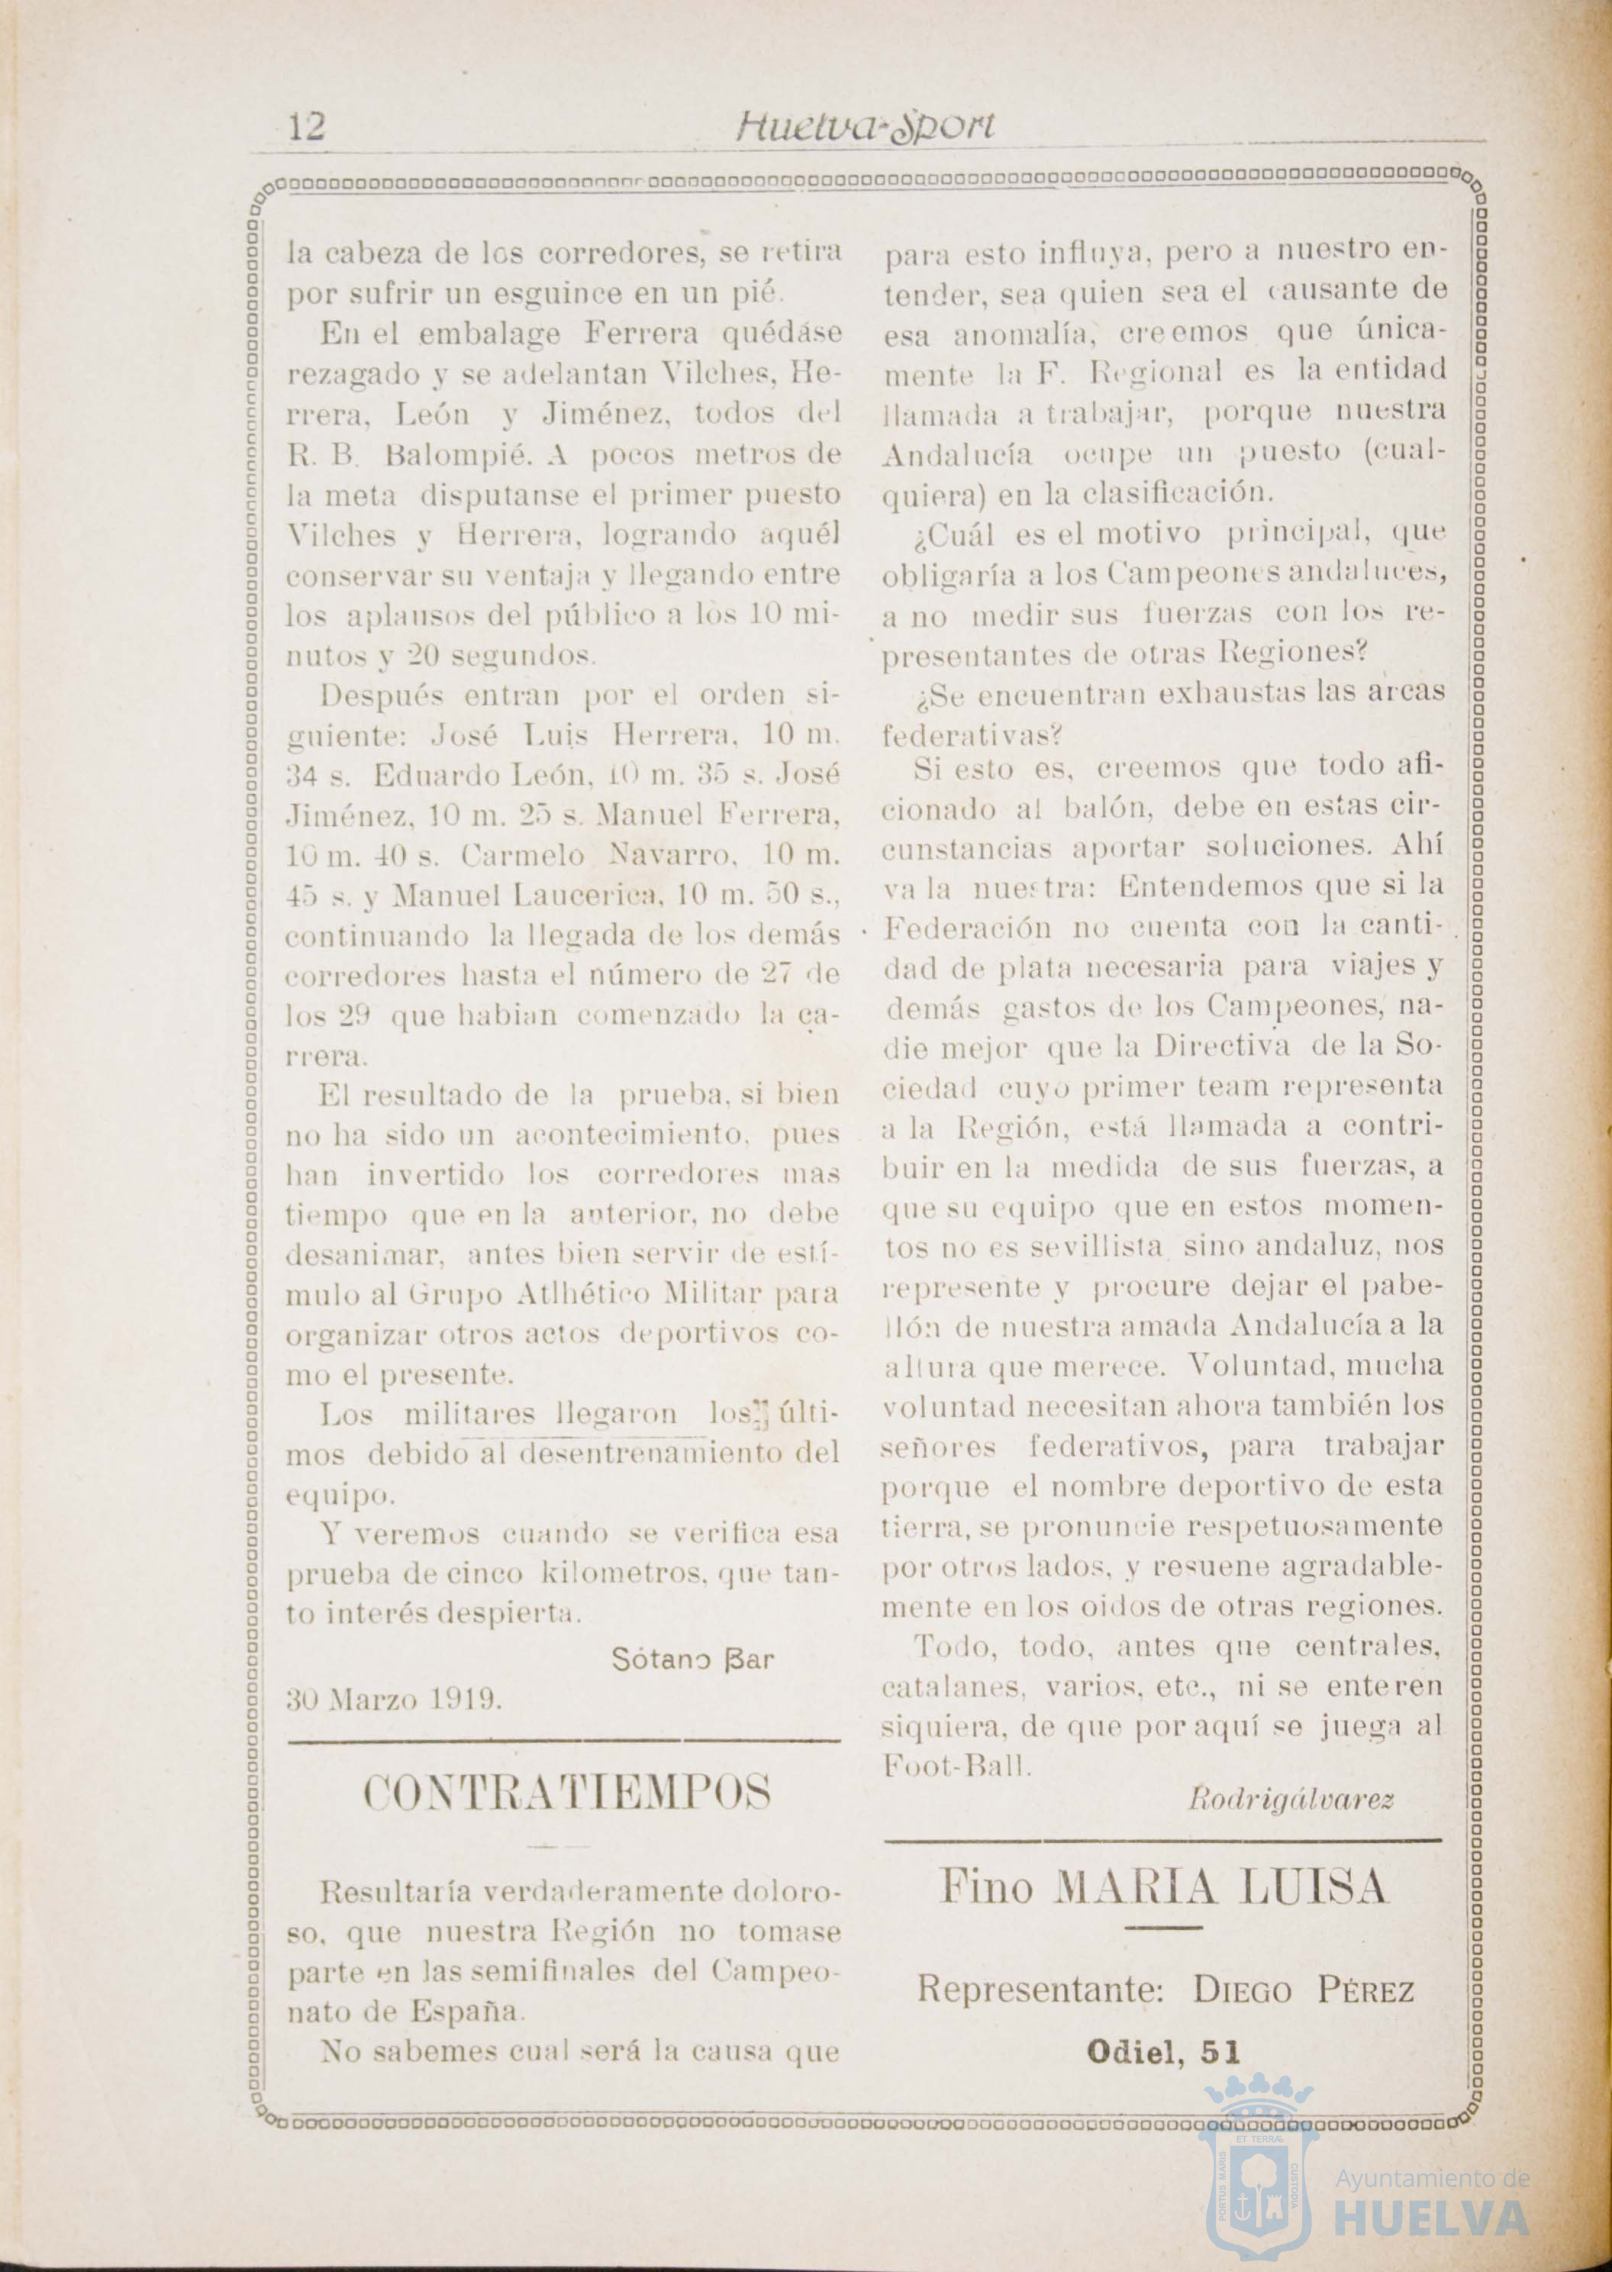 12
Huelva-Sport
la cabeza de los corredores, se retira
por sufrir un esguince en un pié.
En el embalage Ferrera quédase
rezagado y se adelantan Vilches, He-
rrera, León y Jiménez, todos del
R. B. Balompié. A pocos metros de
la meta disputanse el primer puesto
Vilches y Herrera, logrando aquél
conservar su ventaja y llegando entre
los aplausos del público a los 10 mi-
nutos y 20 segundos.
Después entran por el orden si-
guiente: José Luis Herrera, 10 m.
34 s. Eduardo León, 10 m. 35 s. José
Jiménez, 10 m. 25 s. Manuel Ferrera,
10 m. 40 s. Carmelo Navarro, 10 m.
45 s. y Manuel Laucerica, 10 m. 50 s.,
continuando la llegada de los demás
corredores hasta el número de 27 de
los 29 que habian comenzado la ca-
rrera.
El resultado de la prueba, si bien
no ha sido un acontecimiento, pues
han invertido los corredores mas
tiempo que en la anterior, no debe
desanimar, antes bien servir de estí-
mulo al Grupo Atlhético Militar para
organizar otros actos deportivos co-
mo el presente.
Los militares llegaron los últi-
mos debido al desentrenamiento del
equipo.
Y veremos cuando se verifica esa
prueba de cinco kilometros, que tan-
to interés despierta.
Sótano Bar
30 Marzo 1919.
CONTRATIEMPOS
Resultaría verdaderamente doloro-
so, que nuestra Región no tomase
parte en las semifinales del Campeo-
nato de España.
No sabemes cual será la causa que
para esto influya, pero a nuestro en-
tender, sea quien sea el causante de
esa anomalía, creemos que única-
mente la F. Regional es la entidad
llamada a trabajar, porque nuestra
Andalucía ocupe un puesto (cual-
quiera) en la clasificación.
¿Cuál es el motivo principal, que
obligaría a los Campeones andaluces,
a no medir sus fuerzas con los re-
presentantes de otras Regiones?
¿Se encuentran exhaustas las arcas
federativas?
Si esto es, creemos que todo afi-
cionado al balón, debe en estas cir-
cunstancias aportar soluciones. Ahí
va la nuestra: Entendemos que si la
Federación no cuenta con la canti-
dad de plata necesaria para viajes y
demás gastos de los Campeones, na-
die mejor que la Directiva de la So-
ciedad cuyo primer team representa
a la Región, está llamada a contri-
buir en la medida de sus fuerzas, a
que su equipo que en estos momen-
tos no es sevillista sino andaluz, nos
represente y procure dejar el pabe-
llón de nuestra amada Andalucía a la
altura que merece. Voluntad, mucha
voluntad necesitan ahora también los
señores federativos, para trabajar
porque el nombre deportivo de esta
tierra, se pronuncie respetuosamente
por otros lados, y resuene agradable-
mente en los oidos de otras regiones.
Todo, todo, antes que centrales,
catalanes, varios, etc., ni se enteren
siquiera, de que por aquí se juega al
Foot-Ball.
Rodrigálvarez
Fino MARIA LUISA
Representante: DIEGO PÉREZ
Odiel, 51
ET TERRÆ
PORTUS MARIS
CUSTODIA
Ayuntamiento de
HUELVA